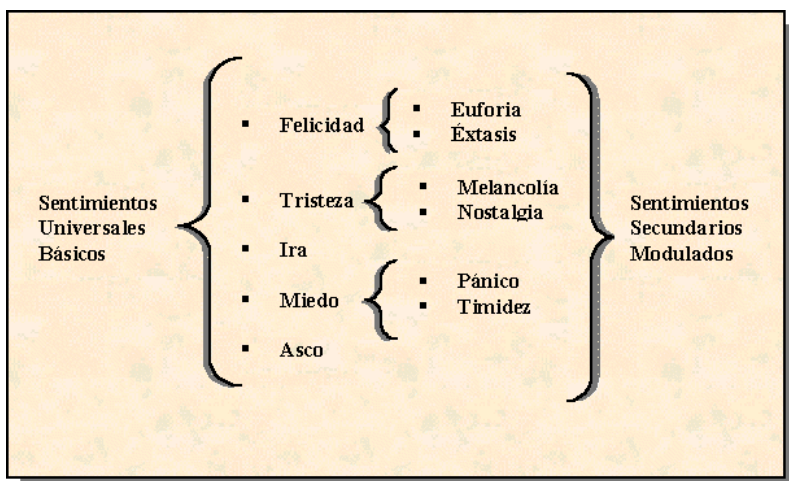 Sentimientos
Universales
Básicos
▪ Felicidad
▪ Euforia
▪ Éxtasis
▪ Tristeza
▪ Melancolía
▪ Nostalgia
▪ Ira
▪ Miedo
▪ Pánico
▪ Timidez
▪ Asco
Sentimientos
Secundarios
Modulados